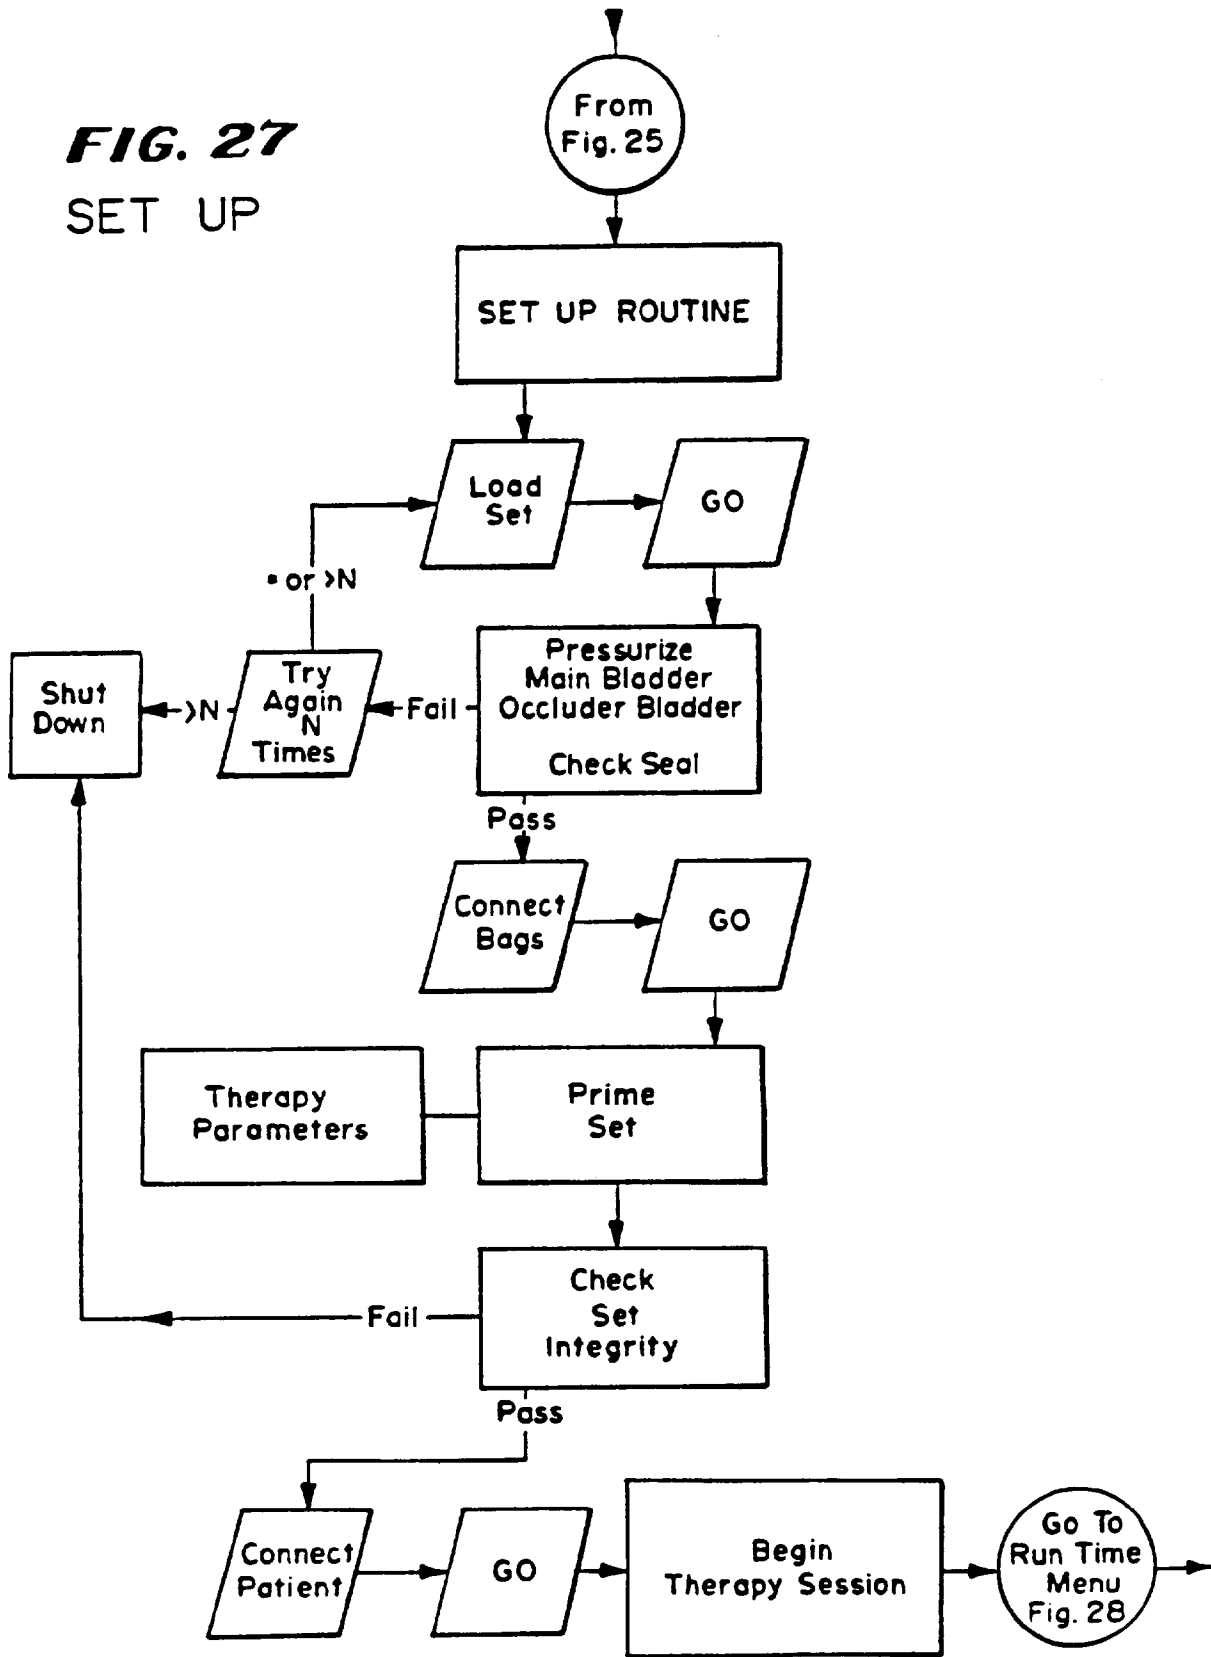 From
Fig. 25
FIG. 27
SET UP
SET UP ROUTINE
Load
Set
GO
= or >N
Pressurize
Main Bladder
Occluder Bladder
Check Seal
Fail
Try
Again
N
Times
>N
Shut
Down
Pass
Connect
Bags
GO
Therapy
Parameters
Prime
Set
Check
Set
Integrity
Fail
Pass
Connect
Patient
GO
Begin
Therapy Session
Go To
Run Time
Menu
Fig. 28